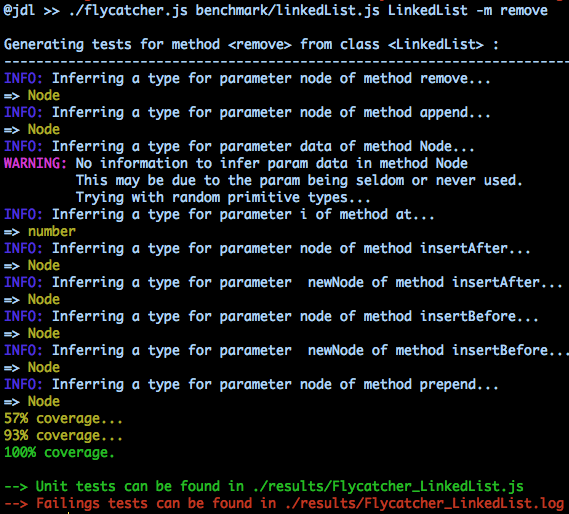 @jdl >> ./flycatcher.js benchmark/linkedList.js LinkedList -m remove
Generating tests for method <remove> from class <LinkedList> :
-----------------------------------------------------------------------
INFO: Inferring a type for parameter node of method remove...
=> Node
INFO: Inferring a type for parameter node of method append...
=> Node
INFO: Inferring a type for parameter data of method Node...
WARNING: No information to infer param data in method Node
This may be due to the param being seldom or never used.
Trying with random primitive types...
INFO: Inferring a type for parameter i of method at...
=> number
INFO: Inferring a type for parameter node of method insertAfter...
=> Node
INFO: Inferring a type for parameter  newNode of method insertAfter...
=> Node
INFO: Inferring a type for parameter node of method insertBefore...
=> Node
INFO: Inferring a type for parameter  newNode of method insertBefore...
=> Node
INFO: Inferring a type for parameter node of method prepend...
=> Node
57% coverage...
93% coverage...
100% coverage.
--> Unit tests can be found in ./results/Flycatcher_LinkedList.js
--> Failings tests can be found in ./results/Flycatcher_LinkedList.log